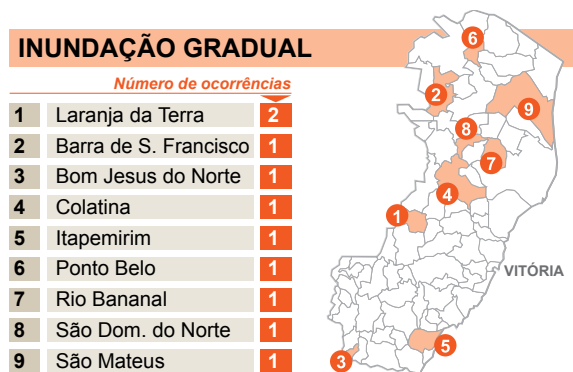 INUNDAÇÃO GRADUAL
Número de ocorrências
1 Laranja da Terra 2
2 Barra de S. Francisco 1
3 Bom Jesus do Norte 1
4 Colatina 1
5 Itapemirim 1
6 Ponto Belo 1
7 Rio Bananal 1
8 São Dom. do Norte 1
9 São Mateus 1
6
2
9
8
7
4
1
VITÓRIA
5
3